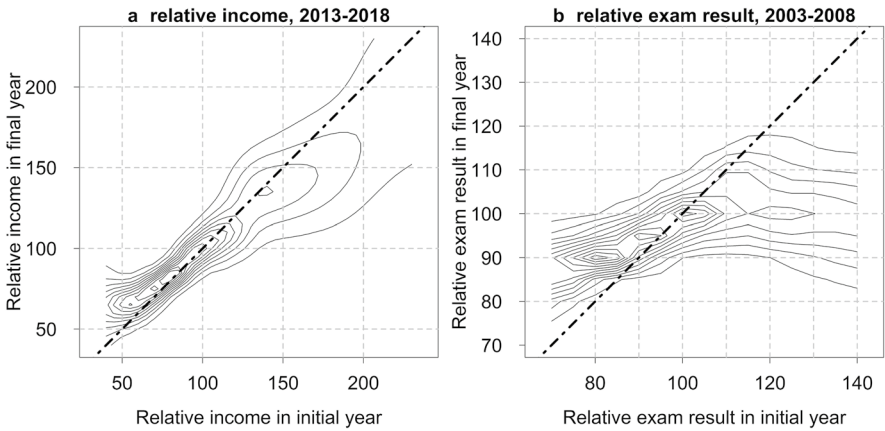 a relative income, 2013-2018
Relative income in final year
200
150
100
50
50 100 150 200
Relative income in initial year
b relative exam result, 2003-2008
Relative exam result in final year
140
130
120
110
100
90
80
70
80 100 120 140
Relative exam result in initial year